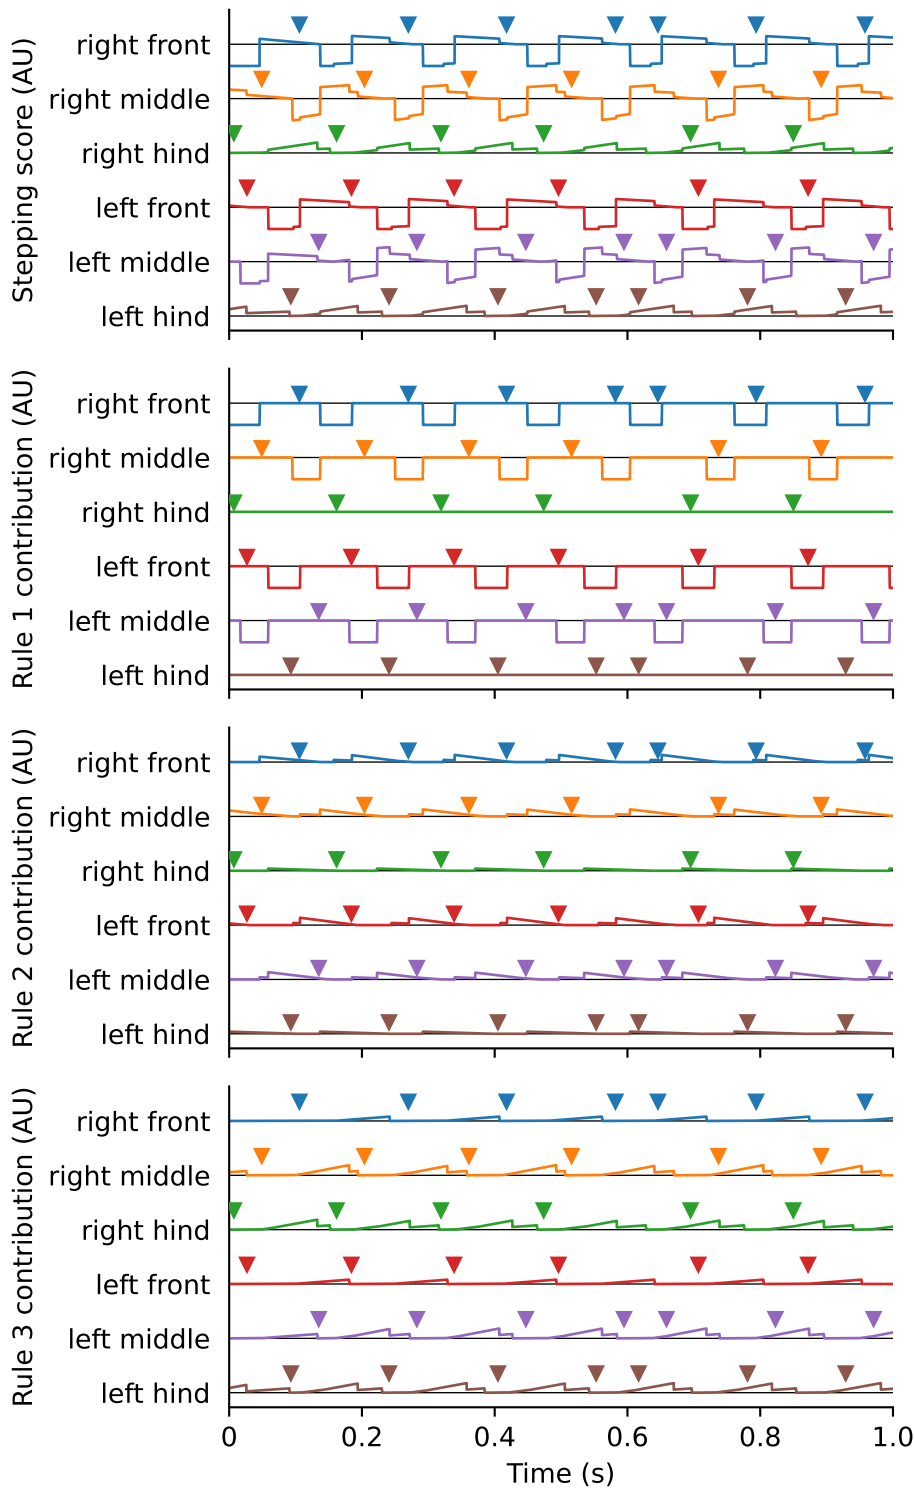 Stepping score (AU)
right front
right middle
right hind
left front
left middle
left hind
Rule 1 contribution (AU)
right front
right middle
right hind
left front
left middle
left hind
Rule 2 contribution (AU)
right front
right middle
right hind
left front
left middle
left hind
Rule 3 contribution (AU)
right front
right middle
right hind
left front
left middle
left hind
0 0.2 0.4 0.6 0.8 1.0
Time (s)